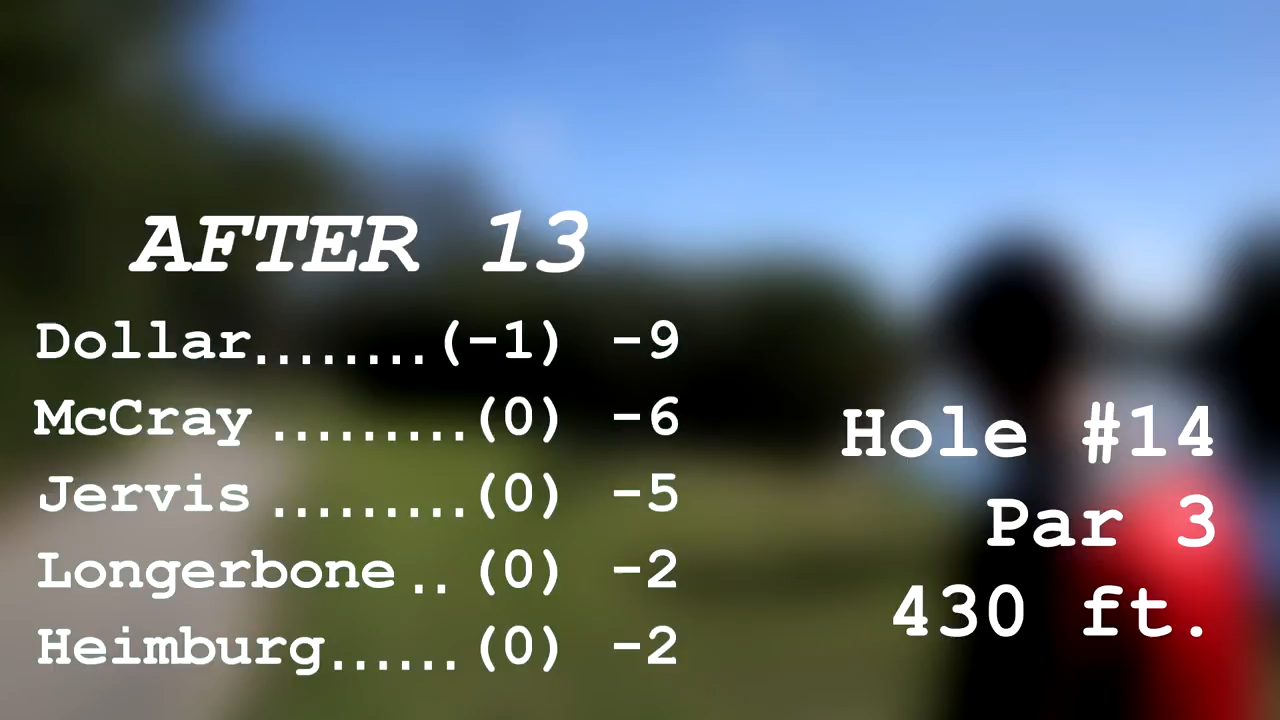 AFTER 13
Dollar........(-1) -9
McCray .........(0) -6
Jervis .........(0) -5
Longerbone .. (0) -2
Heimburg...... (0) -2
Hole #14
Par 3
430 ft.